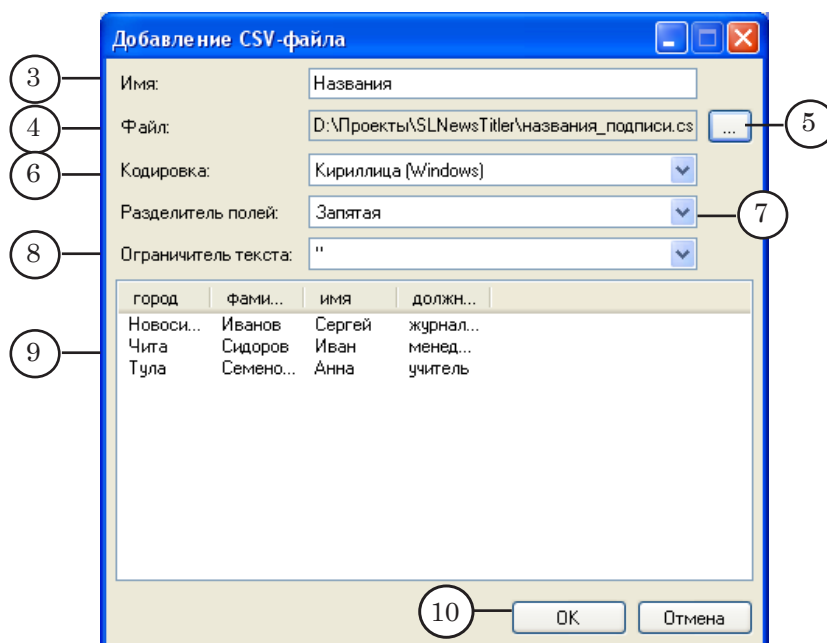 Добавление CSV-файла
3 Имя: Названия
4 Файл: D:\Проекты\SLNewsTitler\названия_подписи.cs ... 5
6 Кодировка: Кириллица (Windows)
Разделитель полей: Запятая 7
8 Ограничитель текста: "
город фами... имя должн...
Новоси... Иванов Сергей журнал...
9 Чита Сидоров Иван менед...
Тула Семено... Анна учитель
10 OK Отмена